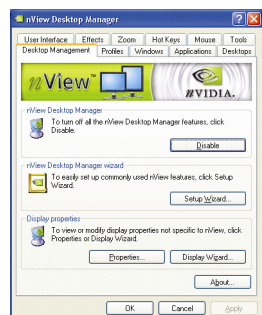 nView Desktop Manager
User Interface Effects Zoom Hot Keys Mouse Tools
Desktop Management Profiles Windows Applications Desktops
nView™ nVIDIA.
nView Desktop Manager
To turn off all the nView Desktop Manager features, click
Disable.
Disable
nView Desktop Manager wizard
To easily set up commonly used nView features, click Setup
Wizard.
Setup Wizard...
Display properties
To view or modify display properties not specific to nView, click
Properties or Display Wizard.
Properties... Display Wizard...
About...
OK Cancel Apply